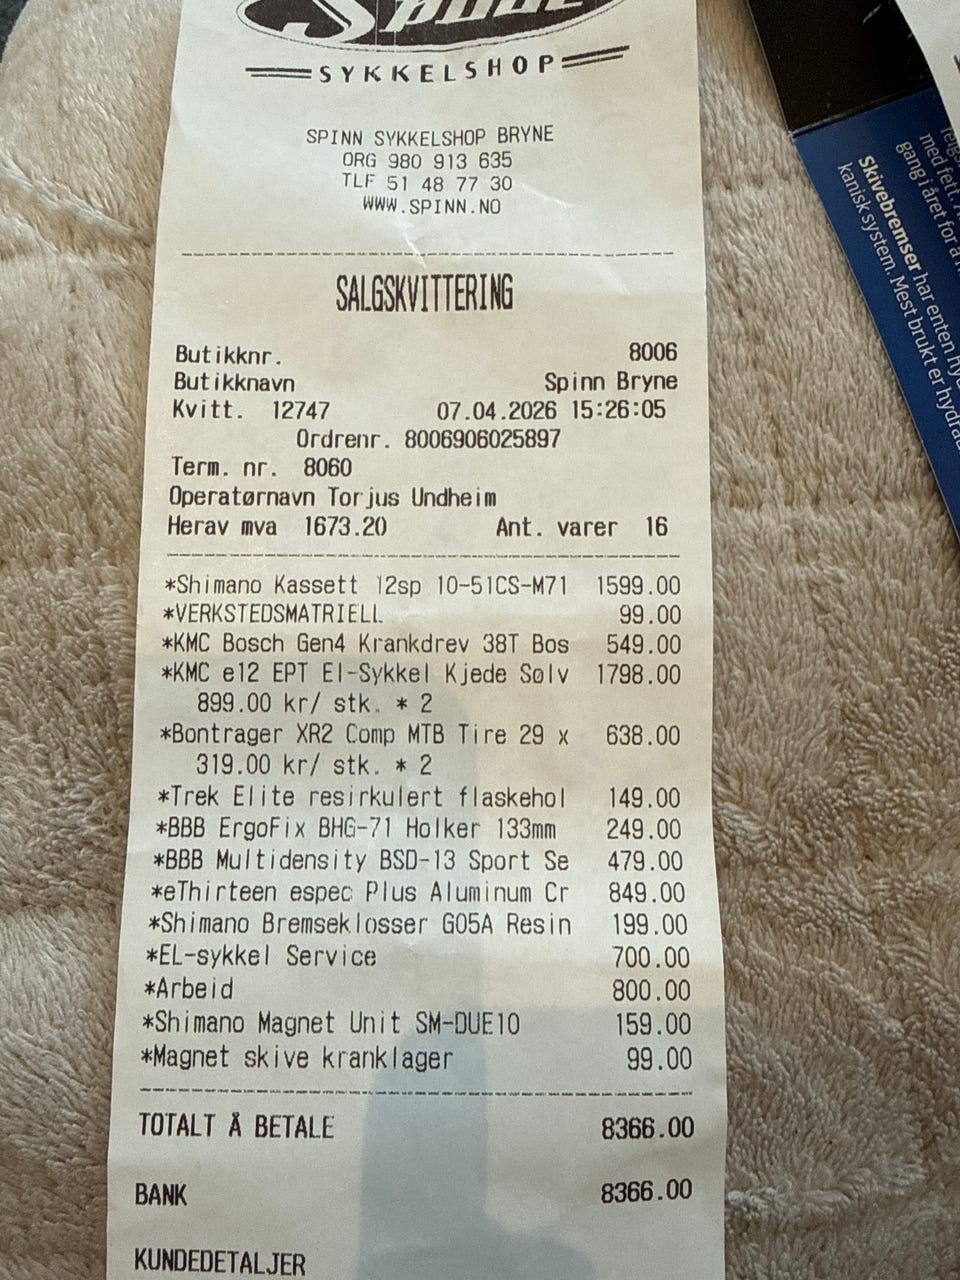 SYKKELSHOP
SPINN SYKKELSHOP BRYNE
ORG 980 913 635
TLF 51 48 77 30
WWW.SPINN.NO
SALGSKVITTERING
Butikknr. 8006
Butikknavn Spinn Bryne
Kvitt. 12747 07.04.2026 15:26:05
Ordrenr. 8006906025897
Term. nr. 8060
Operatørnavn Torjus Undheim
Herav mva 1673.20 Ant. varer 16
*Shimano Kassett 12sp 10-51CS-M71 1599.00
*VERKSTEDSMATRIELL 99.00
*KMC Bosch Gen4 Krankdrev 38T Bos 549.00
*KMC e12 EPT El-Sykkel Kjede Sølv 1798.00
899.00 kr/ stk. * 2
*Bontrager XR2 Comp MTB Tire 29 x 638.00
319.00 kr/ stk. * 2
*Trek Elite resirkulert flaskehol 149.00
*BBB ErgoFix BHG-71 Holker 133mm 249.00
*BBB Multidensity BSD-13 Sport Se 479.00
*eThirteen espec Plus Aluminum Cr 849.00
*Shimano Bremseklosser G05A Resin 199.00
*EL-sykkel Service 700.00
*Arbeid 800.00
*Shimano Magnet Unit SM-DUE10 159.00
*Magnet skive kranklager 99.00
TOTALT Å BETALE 8366.00
BANK 8366.00
KUNDEDETALJER
med fett.
gang i året for å
Skivebremser har enten
kanisk system. Mest brukt er